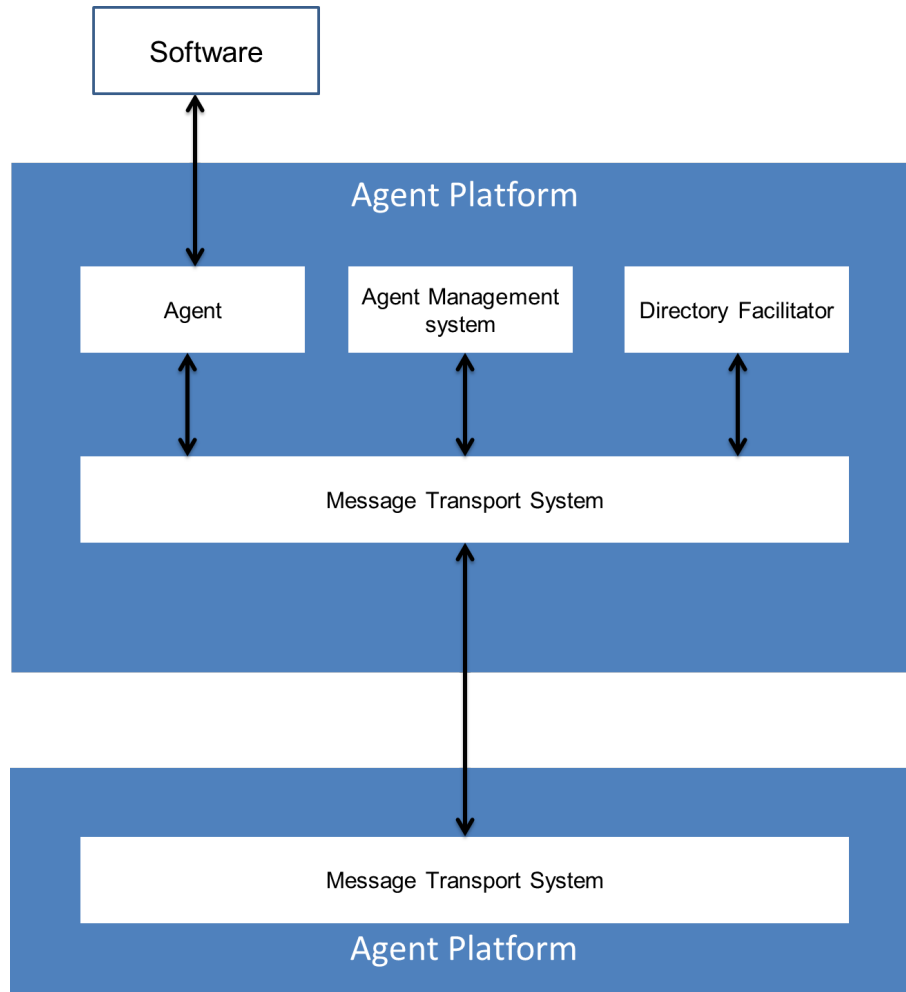 Software
Agent Platform
Agent
Agent Management
system
Directory Facilitator
Message Transport System
Message Transport System
Agent Platform